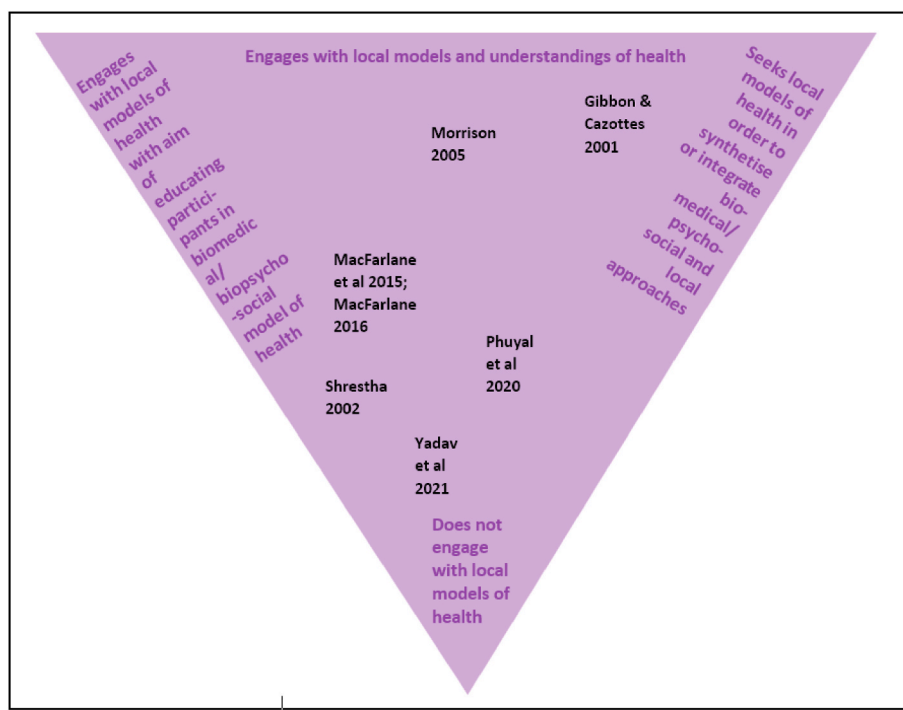 Engages with local models and understandings of health
Engages
with local
models of
health
with aim
of
educating
partici-
pants in
biomedic
al/
biopsycho
-social
model of
health
Seeks local
models of
health in
order to
synthetise
or integrate
bio-
medical/
psycho-
social and
local
approaches
Gibbon &
Cazottes
2001
Morrison
2005
MacFarlane
et al 2015;
MacFarlane
2016
Phuyal
et al
2020
Shrestha
2002
Yadav
et al
2021
Does not
engage
with local
models of
health